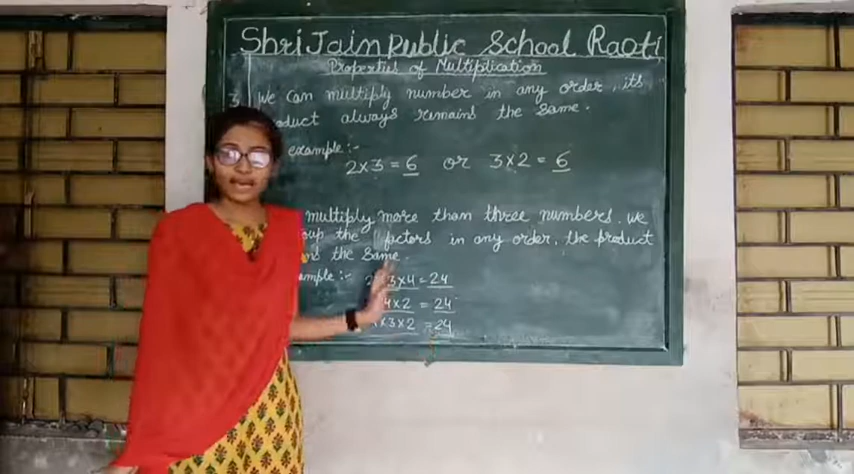 Shri Jain Public School Raoti
Properties of Multiplication
3. We can multiply number in any order, its
product always remains the same.
example :-
2×3 = 6 or 3×2 = 6
multiply more than three numbers. we
the factors in any order, the product
the same.
:-
3×4 = 24
4×2 = 24
×3×2 = 24